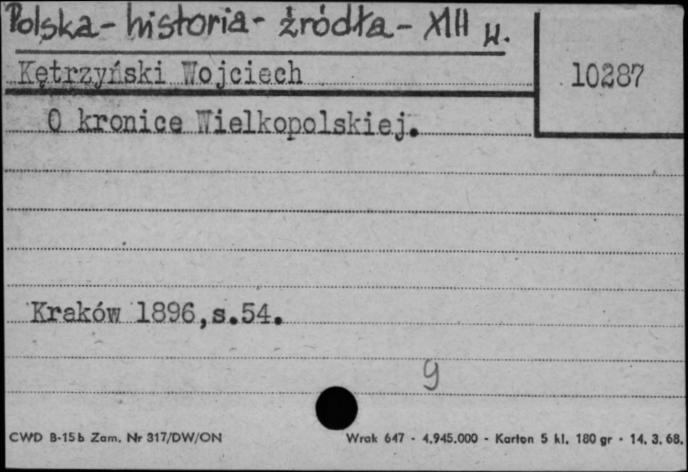 Polska - historia - źródła - XIII w.
Kętrzyński Wojciech
10287
O kronice Wielkopolskiej.
Kraków 1896,s.54.
9
CWD B-15b Zam. Nr 317/DW/ON
Wrak 647 - 4.945.000 - Karton 5 kl. 180 gr - 14. 3. 68.